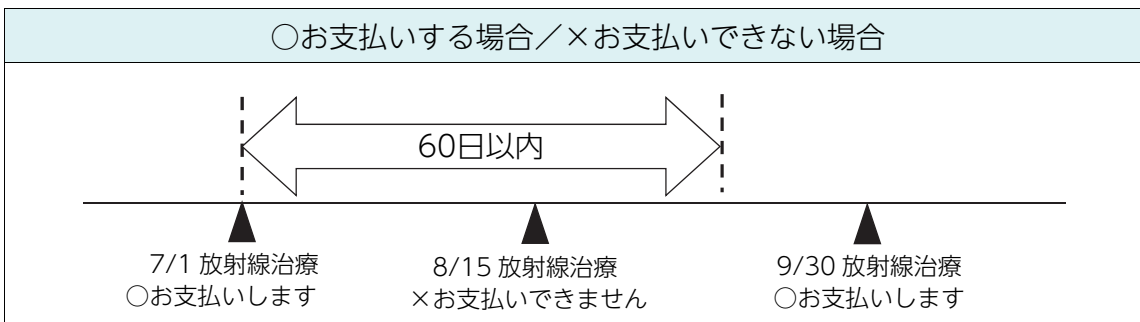 ○お支払いする場合／×お支払いできない場合
60日以内
7/1 放射線治療
○お支払いします
8/15 放射線治療
×お支払いできません
9/30 放射線治療
○お支払いします